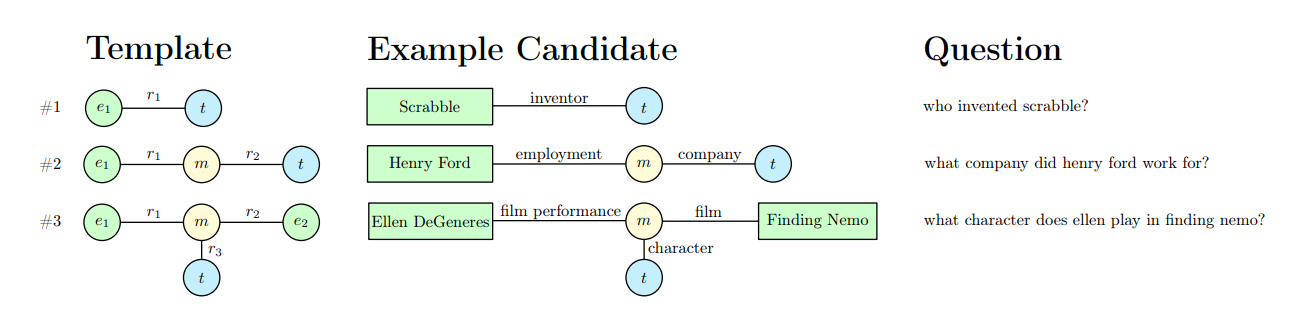 Template Example Candidate Question
#1 e1 r1 t Scrabble inventor t who invented scrabble?
#2 e1 r1 m r2 t Henry Ford employment m company t what company did henry ford work for?
#3 e1 r1 m r2 e2 Ellen DeGeneres film performance m film Finding Nemo what character does ellen play in finding nemo?
r3 character
t t